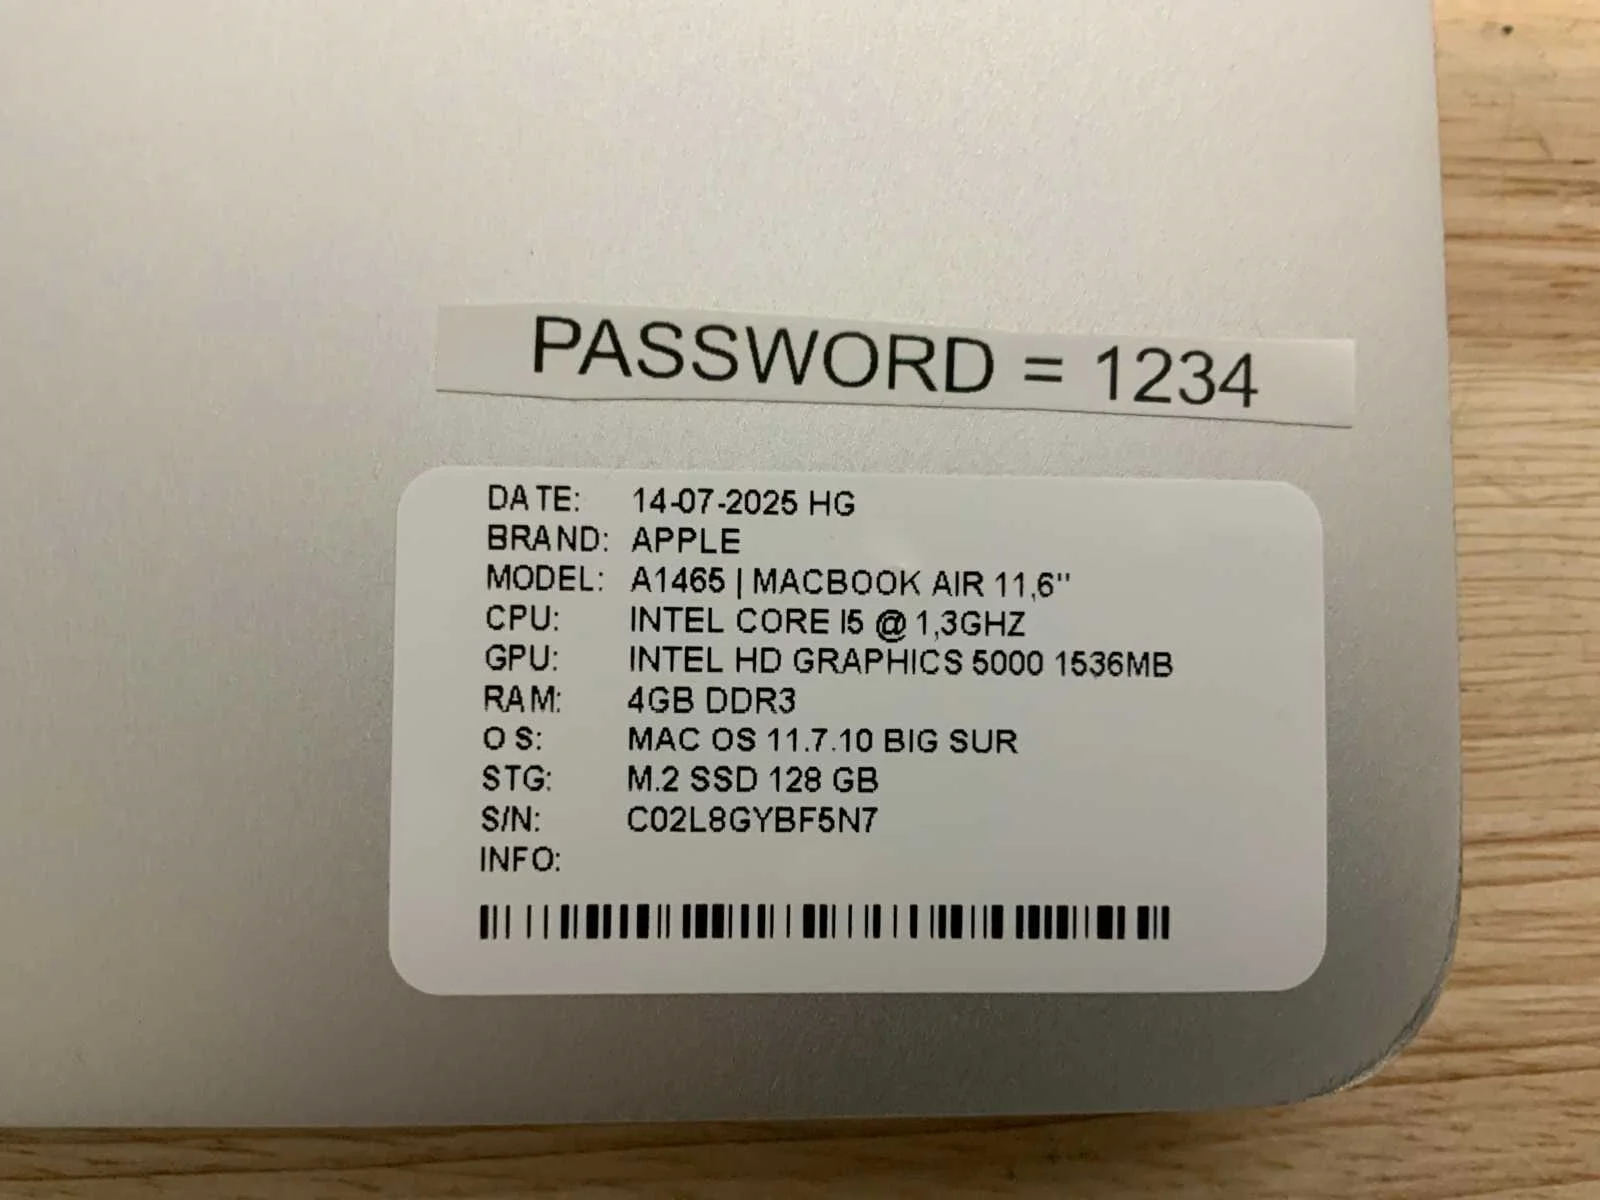 PASSWORD = 1234
DATE: 14-07-2025 HG
BRAND: APPLE
MODEL: A1465 | MACBOOK AIR 11,6''
CPU: INTEL CORE I5 @ 1,3GHZ
GPU: INTEL HD GRAPHICS 5000 1536MB
RAM: 4GB DDR3
OS: MAC OS 11.7.10 BIG SUR
STG: M.2 SSD 128 GB
S/N: C02L8GYBF5N7
INFO: